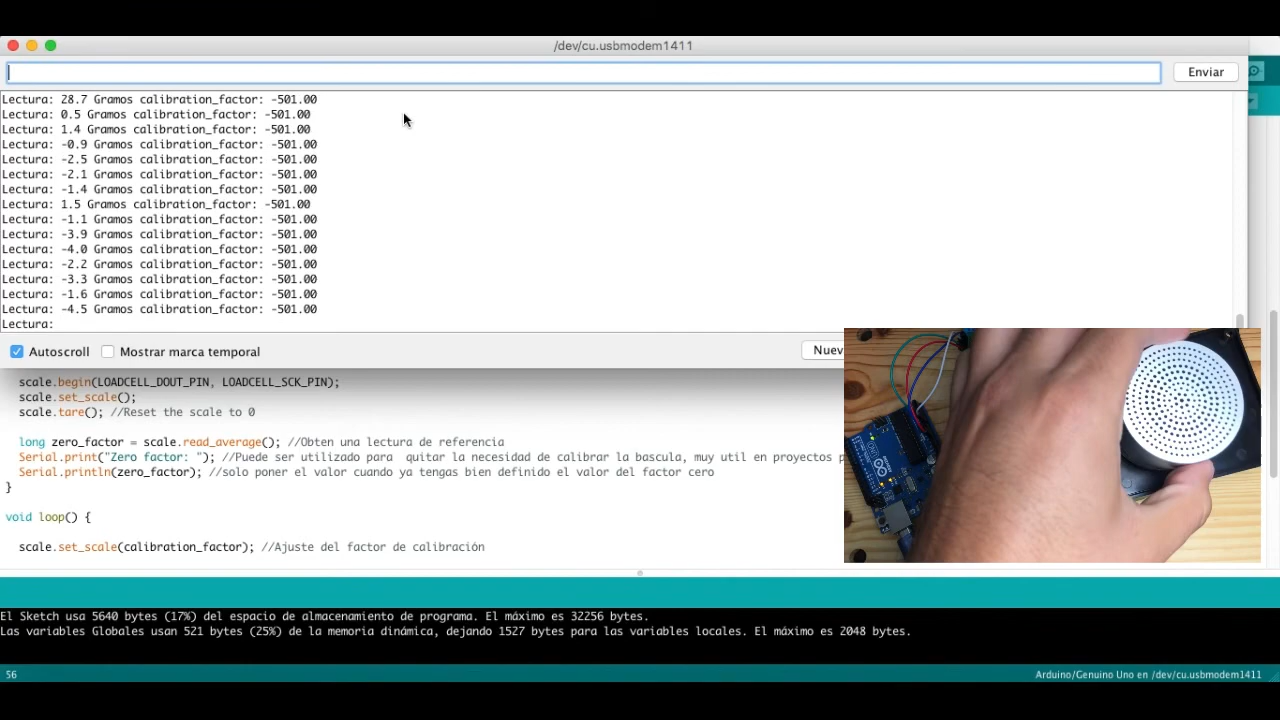 /dev/cu.usbmodem1411
Enviar
Lectura: 28.7 Gramos calibration_factor: -501.00
Lectura: 0.5 Gramos calibration_factor: -501.00
Lectura: 1.4 Gramos calibration_factor: -501.00
Lectura: -0.9 Gramos calibration_factor: -501.00
Lectura: -2.5 Gramos calibration_factor: -501.00
Lectura: -2.1 Gramos calibration_factor: -501.00
Lectura: -1.4 Gramos calibration_factor: -501.00
Lectura: 1.5 Gramos calibration_factor: -501.00
Lectura: -1.1 Gramos calibration_factor: -501.00
Lectura: -3.9 Gramos calibration_factor: -501.00
Lectura: -4.0 Gramos calibration_factor: -501.00
Lectura: -2.2 Gramos calibration_factor: -501.00
Lectura: -3.3 Gramos calibration_factor: -501.00
Lectura: -1.6 Gramos calibration_factor: -501.00
Lectura: -4.5 Gramos calibration_factor: -501.00
Lectura:
Autoscroll Mostrar marca temporal Nuev
scale.begin(LOADCELL_DOUT_PIN, LOADCELL_SCK_PIN);
scale.set_scale();
scale.tare(); //Reset the scale to 0
long zero_factor = scale.read_average(); //Obten una lectura de referencia
Serial.print("Zero factor: "); //Puede ser utilizado para quitar la necesidad de calibrar la bascula, muy util en proyectos p
Serial.println(zero_factor); //solo poner el valor cuando ya tengas bien definido el valor del factor cero
}
void loop() {
scale.set_scale(calibration_factor); //Ajuste del factor de calibración
El Sketch usa 5640 bytes (17%) del espacio de almacenamiento de programa. El máximo es 32256 bytes.
Las variables Globales usan 521 bytes (25%) de la memoria dinámica, dejando 1527 bytes para las variables locales. El máximo es 2048 bytes.
56
Arduino/Genuino Uno en /dev/cu.usbmodem1411